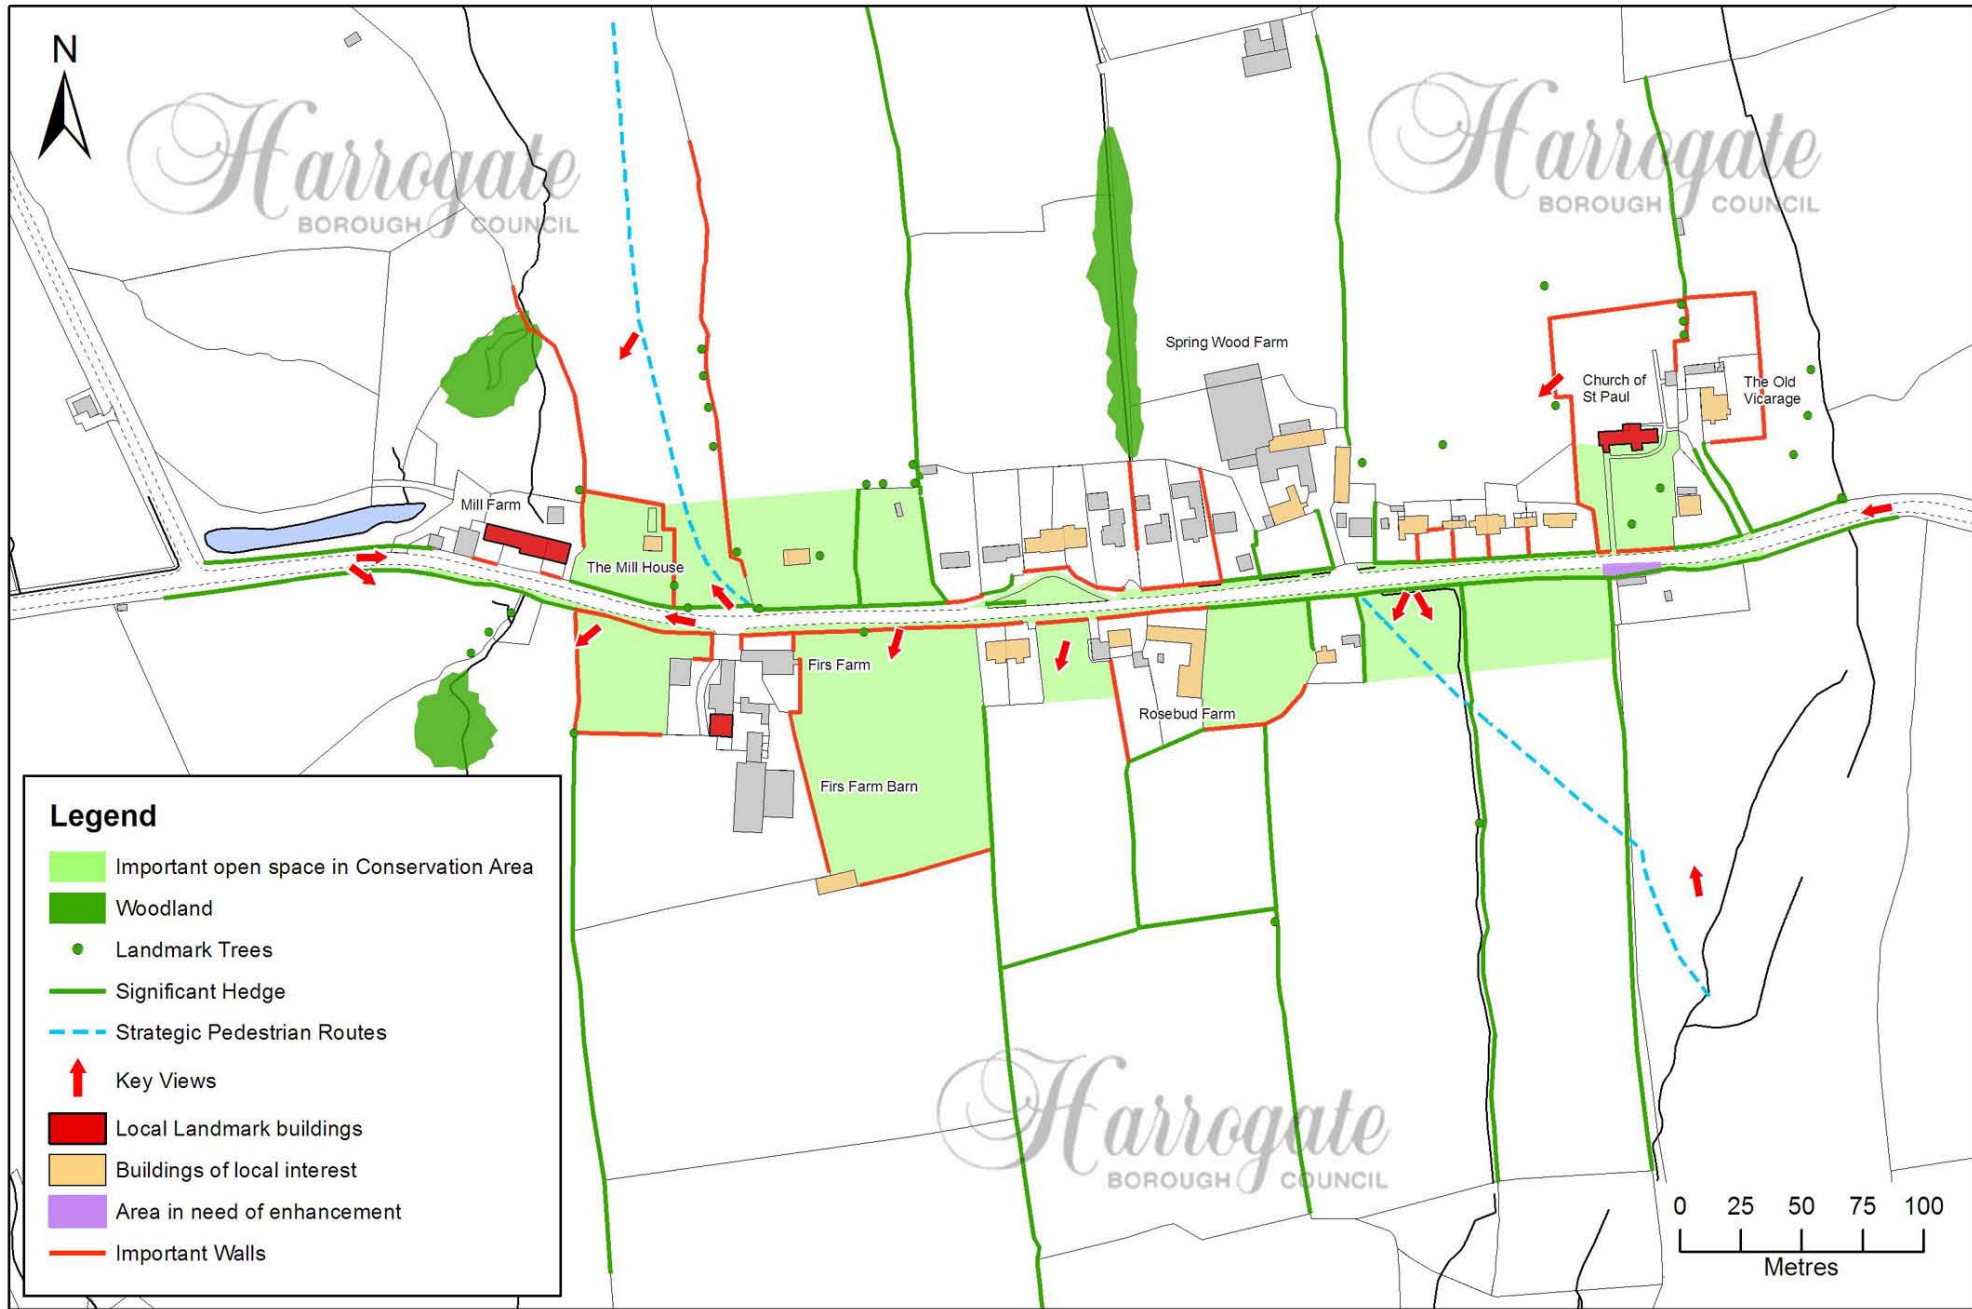 N
Harrogate
BOROUGH COUNCIL
Harrogate
BOROUGH COUNCIL
Spring Wood Farm
Church of
St Paul
The Old
Vicarage
Mill Farm
The Mill House
Firs Farm
Rosebud Farm
Firs Farm Barn
Legend
Important open space in Conservation Area
Woodland
Landmark Trees
Significant Hedge
Strategic Pedestrian Routes
Key Views
Local Landmark buildings
Buildings of local interest
Area in need of enhancement
Important Walls
Harrogate
BOROUGH COUNCIL
0 25 50 75 100
Metres